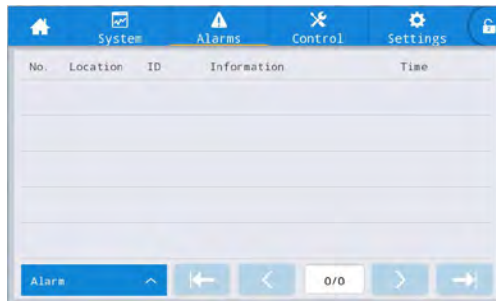 System Alarms Control Settings
No. Location ID Information Time
Alarm 0/0